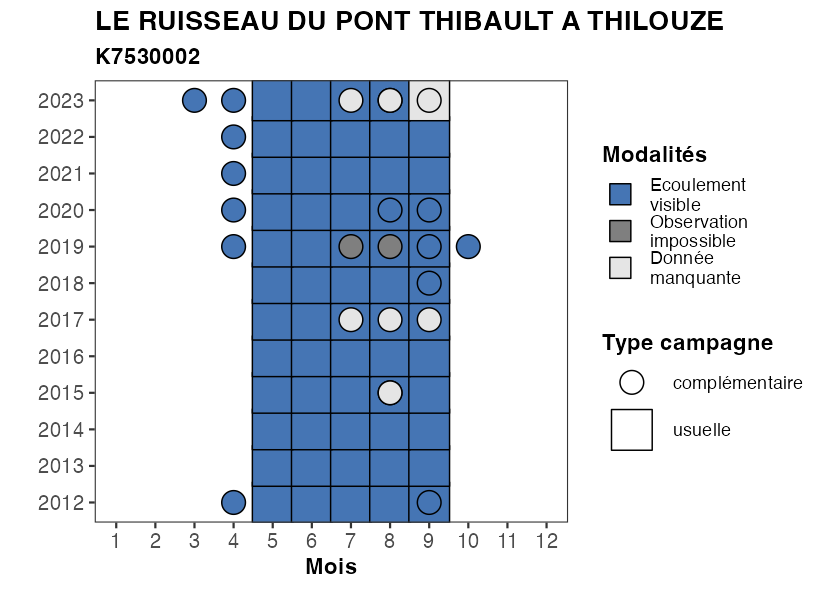 LE RUISSEAU DU PONT THIBAULT A THILOUZE
K7530002
2023
2022
2021
2020
2019
2018
2017
2016
2015
2014
2013
2012
1 2 3 4 5 6 7 8 9 10 11 12
Mois
Modalités
Ecoulement
visible
Observation
impossible
Donnée
manquante
Type campagne
complémentaire
usuelle